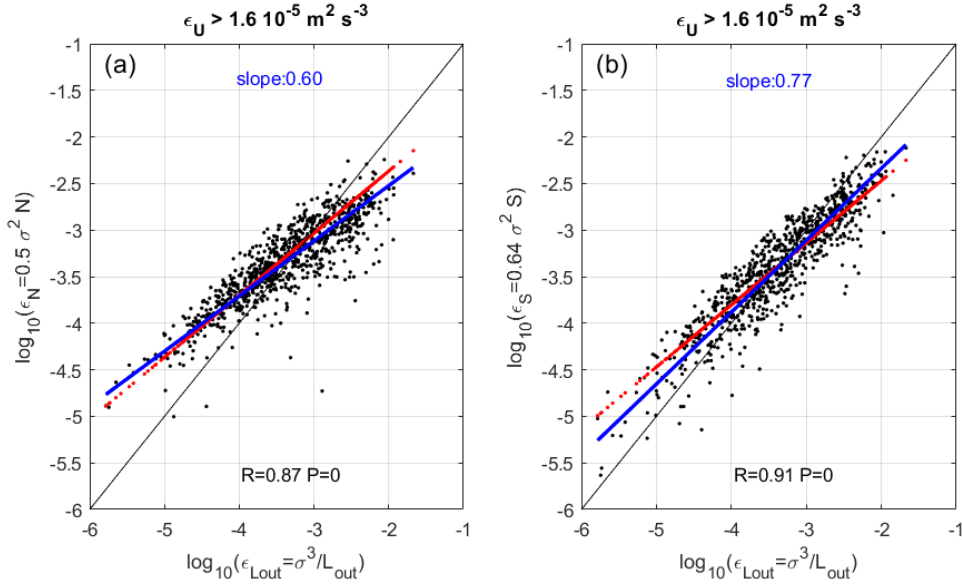 ϵ_U > 1.6 10^-5 m^2 s^-3
(a)
slope:0.60
-1
-1.5
-2
-2.5
-3
-3.5
-4
-4.5
-5
-5.5
-6
log_10(ϵ_N=0.5 σ^2 N)
R=0.87 P=0
-6 -5 -4 -3 -2 -1
log_10(ϵ_Lout=σ^3/L_out)
ϵ_U > 1.6 10^-5 m^2 s^-3
(b)
slope:0.77
-1
-1.5
-2
-2.5
-3
-3.5
-4
-4.5
-5
-5.5
-6
log_10(ϵ_S=0.64 σ^2 S)
R=0.91 P=0
-6 -5 -4 -3 -2 -1
log_10(ϵ_Lout=σ^3/L_out)